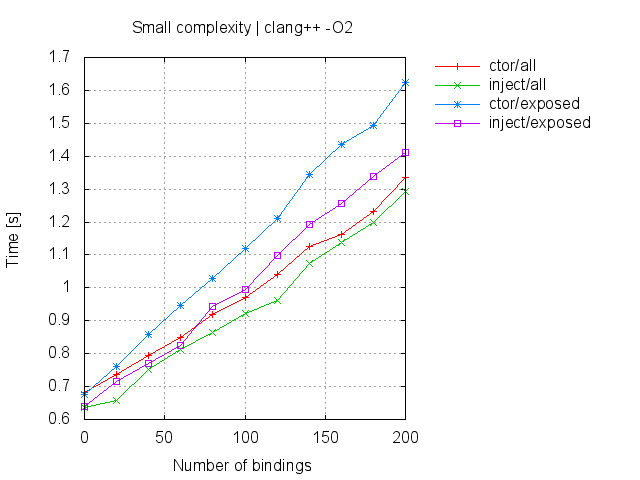 Small complexity | clang++ -O2
1.7
1.6
1.5
1.4
1.3
1.2
1.1
1
0.9
0.8
0.7
0.6
Time [s]
0 50 100 150 200
Number of bindings
ctor/all
inject/all
ctor/exposed
inject/exposed